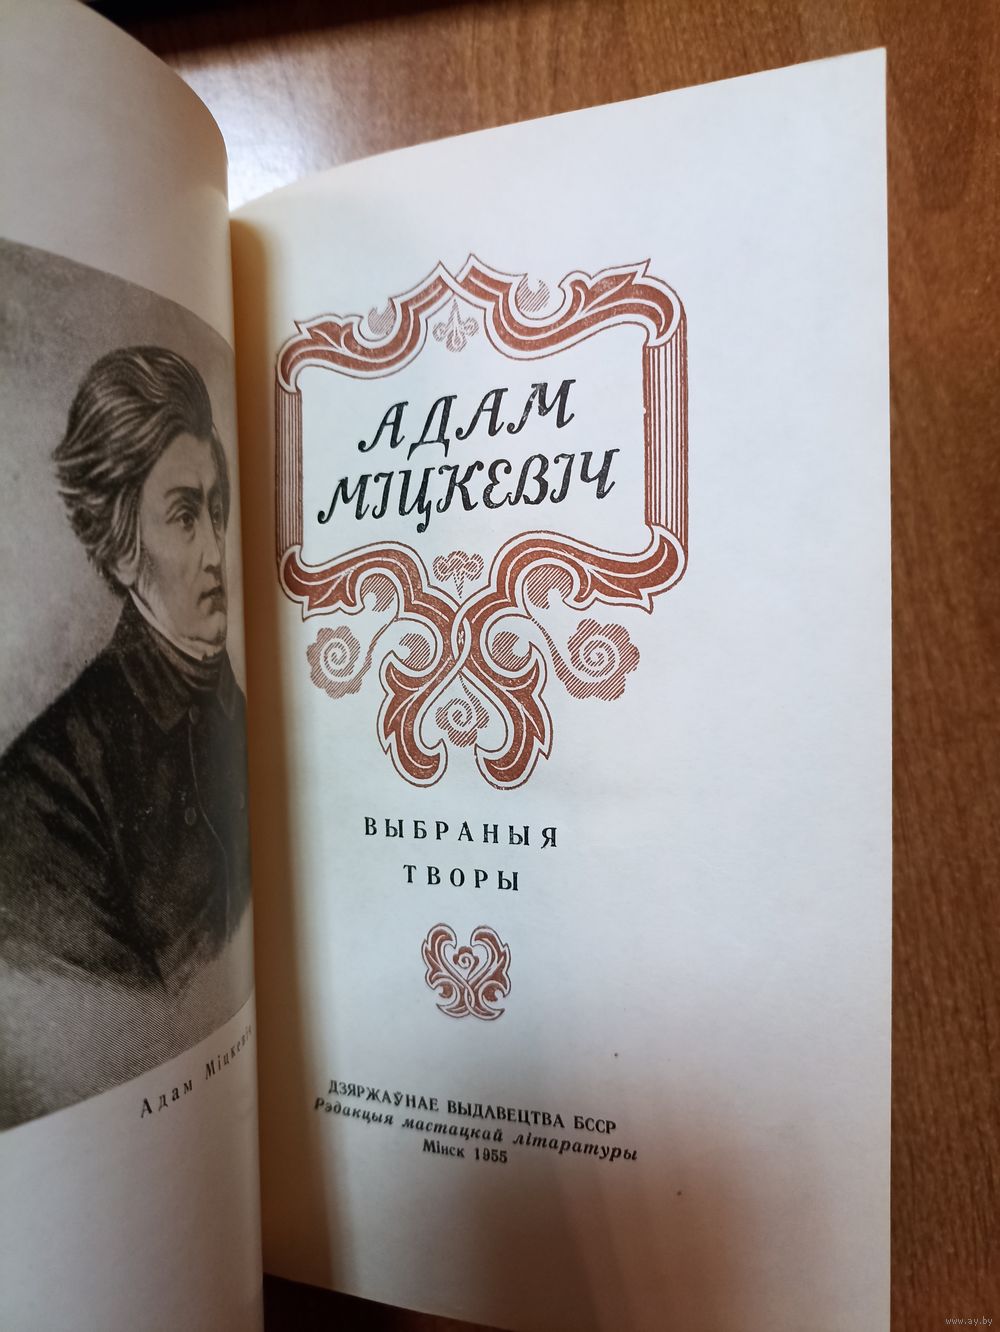 Адам Міцкевіч
АДАМ
МІЦКЕВІЧ
ВЫБРАНЫЯ
ТВОРЫ
ДЗЯРЖАЎНАЕ ВЫДАВЕЦТВА БССР
Рэдакцыя мастацкай літаратуры
Мінск 1955
www.ay.by